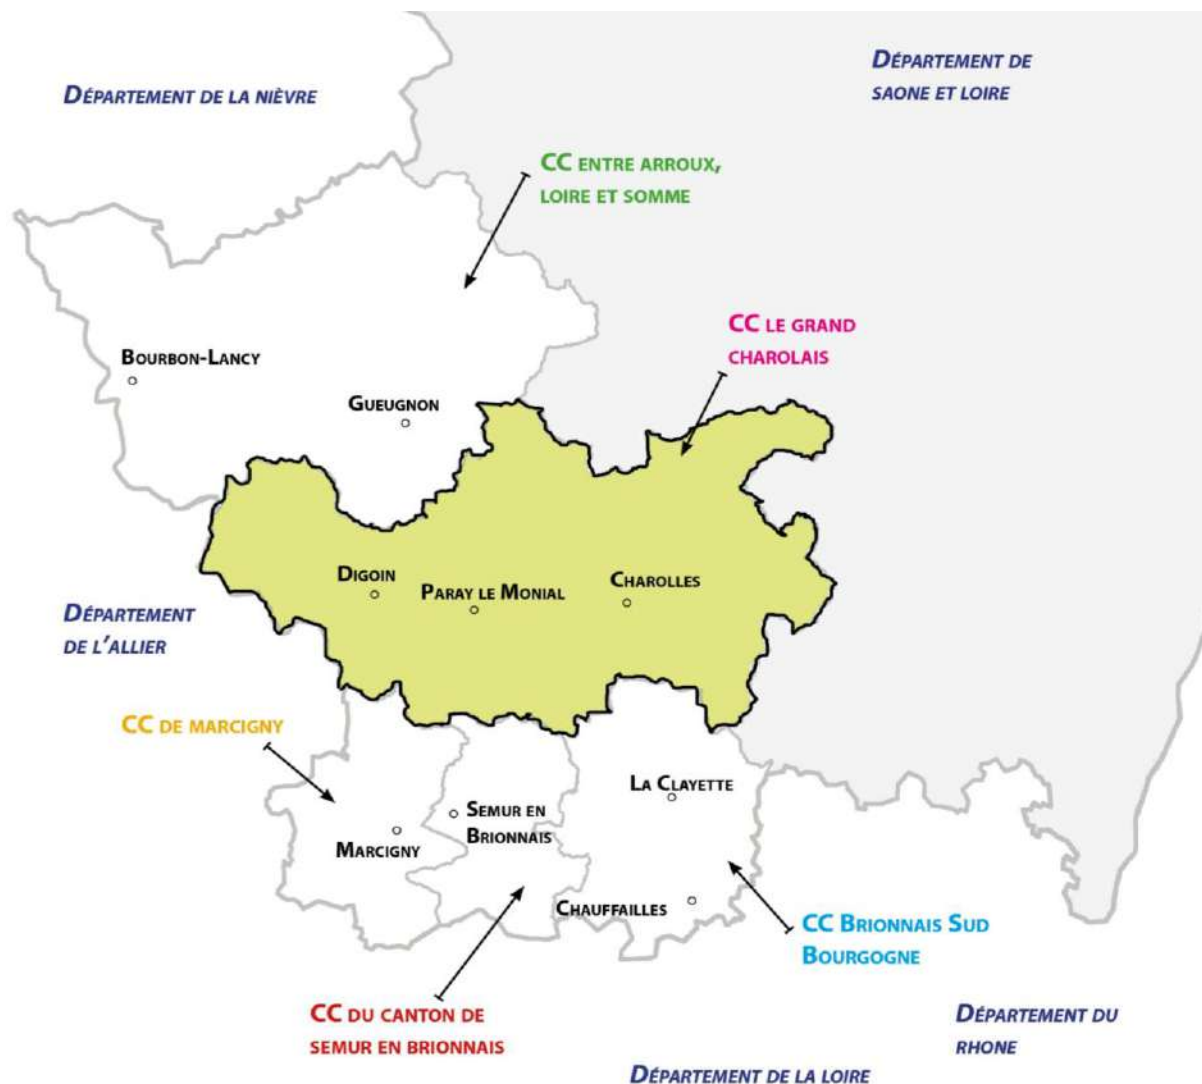 Département de
saone et loire
Département de la nièvre
CC entre arroux,
loire et somme
CC le grand
charolais
Bourbon-Lancy
Gueugnon
Digoin
Paray le Monial
Charolles
Département
de l'allier
CC de marcigny
La Clayette
Semur en
Brionnais
Marcigny
Chauffailles
CC Brionnais Sud
Bourgogne
CC du canton de
semur en brionnais
Département du
rhone
Département de la loire